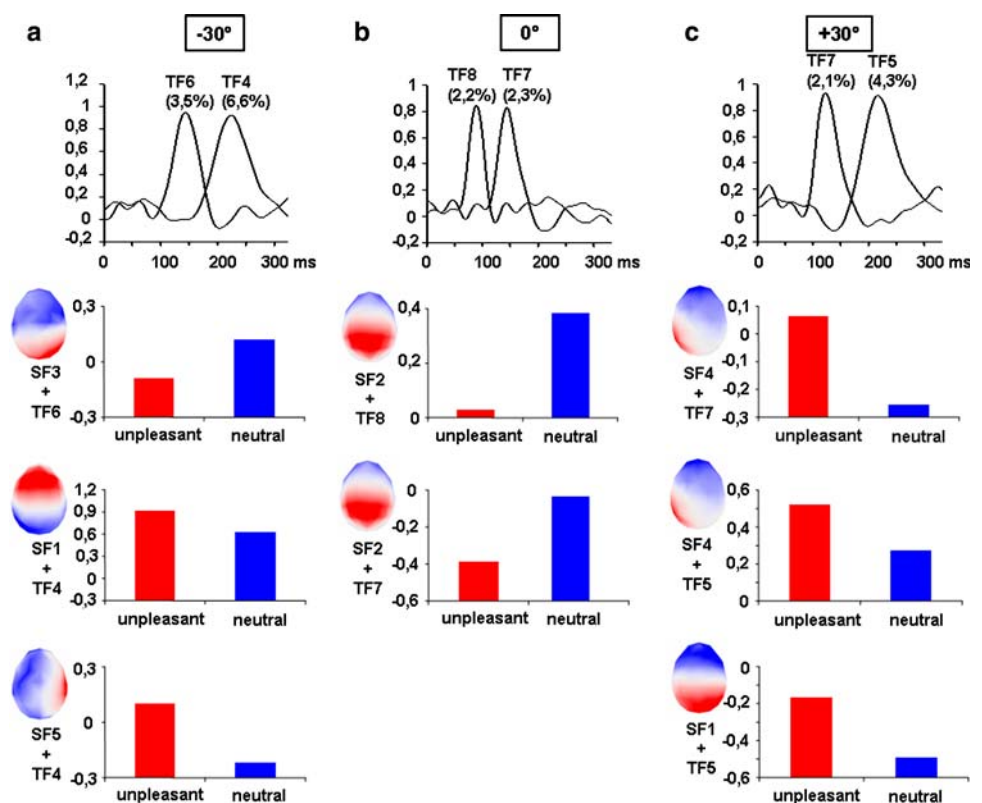 a
-30°
TF6 TF4
(3,5%) (6,6%)
1,2
1
0,8
0,6
0,4
0,2
0
-0,2
0 100 200 300 ms
SF3
+
TF6
0,3
0
-0,3
unpleasant neutral
SF1
+
TF4
1,2
0,9
0,6
0,3
0
-0,3
unpleasant neutral
SF5
+
TF4
0,3
0
-0,3
unpleasant neutral
b
0°
TF8 TF7
(2,2%) (2,3%)
1
0,8
0,6
0,4
0,2
0
-0,2
0 100 200 300 ms
SF2
+
TF8
0,4
0,2
0
unpleasant neutral
SF2
+
TF7
0
-0,2
-0,4
-0,6
unpleasant neutral
c
+30°
TF7 TF5
(2,1%) (4,3%)
1
0,8
0,6
0,4
0,2
0
-0,2
0 100 200 300 ms
SF4
+
TF7
0,1
0
-0,1
-0,2
-0,3
unpleasant neutral
SF4
+
TF5
0,6
0,4
0,2
0
unpleasant neutral
SF1
+
TF5
0
-0,2
-0,4
-0,6
unpleasant neutral